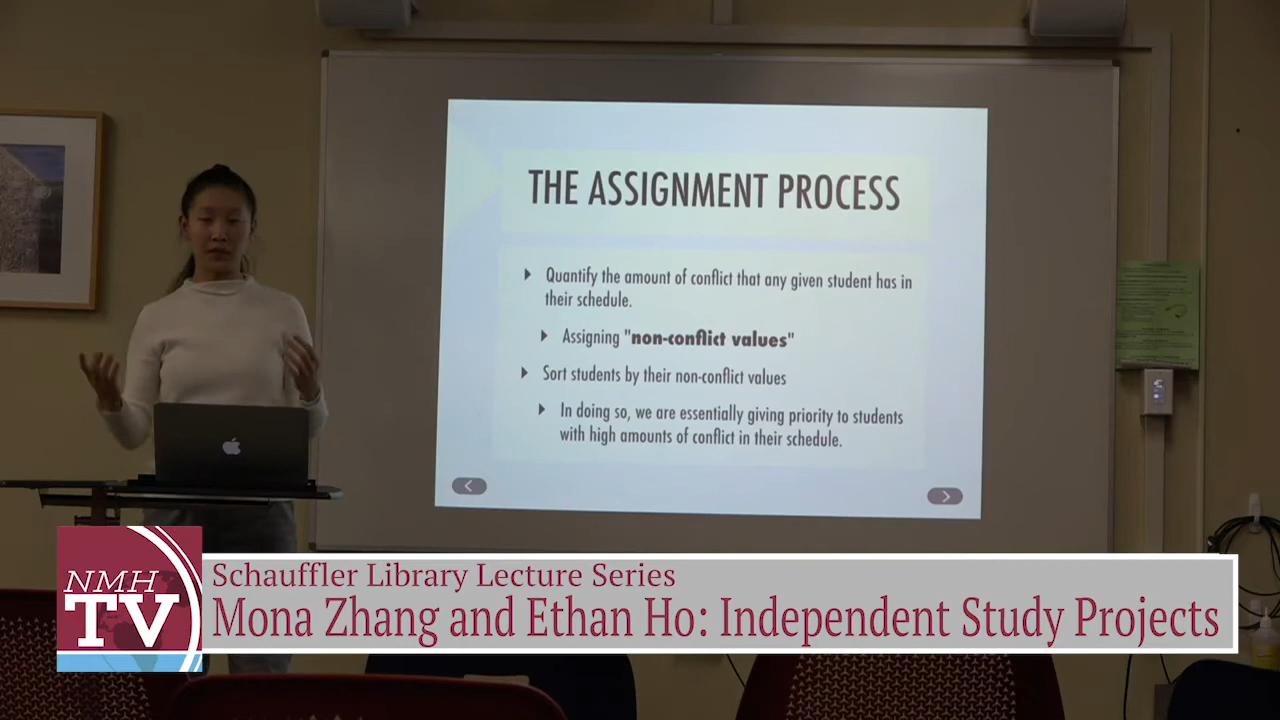 THE ASSIGNMENT PROCESS
Quantify the amount of conflict that any given student has in
their schedule.
Assigning "non-conflict values"
Sort students by their non-conflict values
In doing so, we are essentially giving priority to students
with high amounts of conflict in their schedule.
NMH
TV
Schauffler Library Lecture Series
Mona Zhang and Ethan Ho: Independent Study Projects